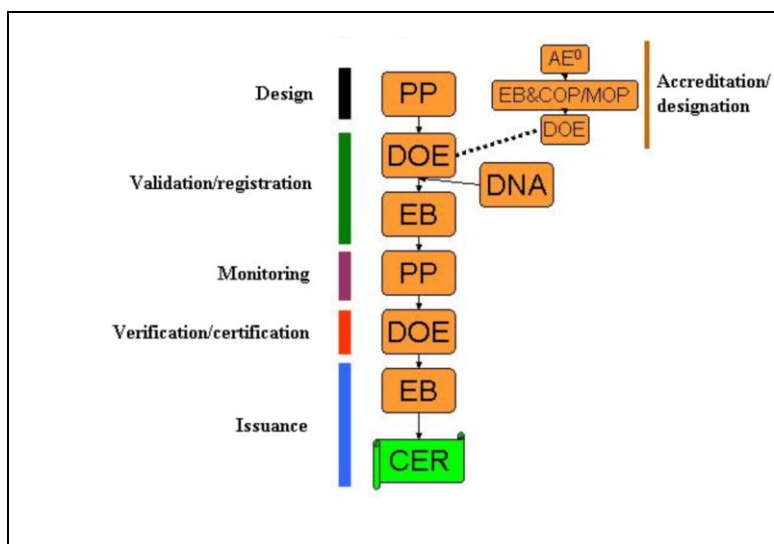 AE⁰
Accreditation/
designation
Design
PP
EB&COP/MOP
DOE
DOE
Validation/registration
DNA
EB
Monitoring
PP
Verification/certification
DOE
EB
Issuance
CER